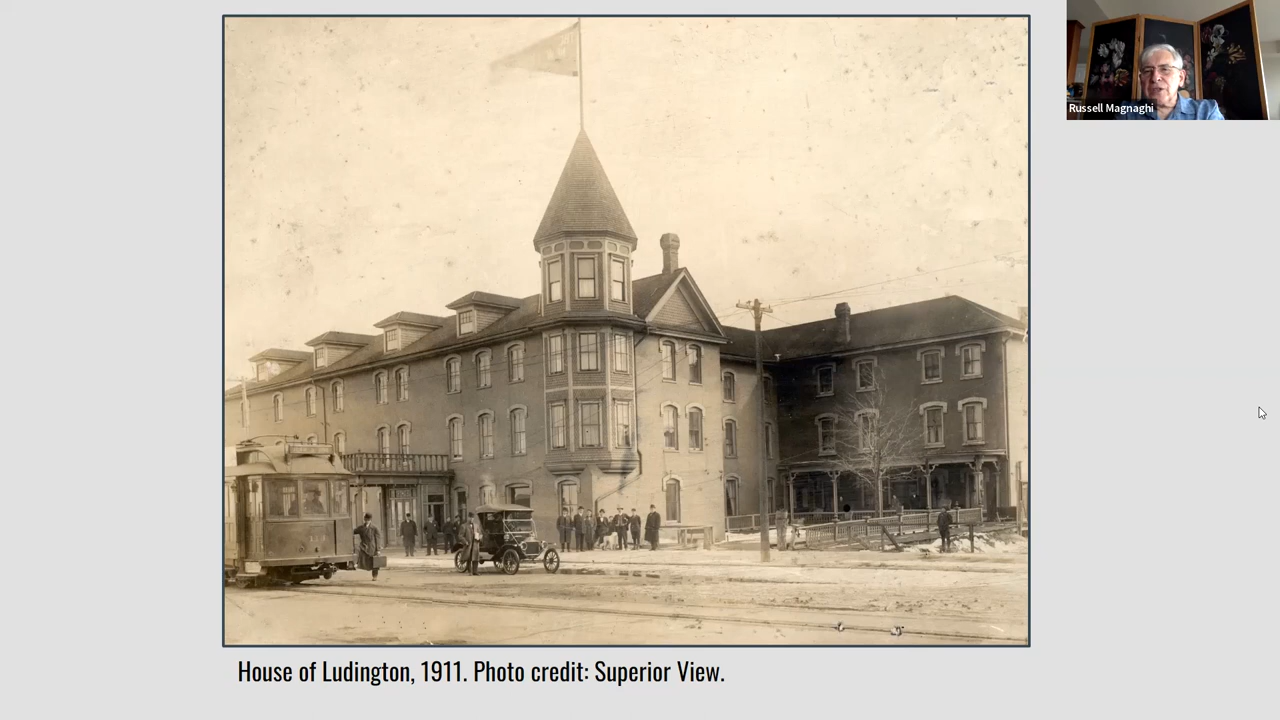 Russell Magnaghi
House of Ludington, 1911. Photo credit: Superior View.